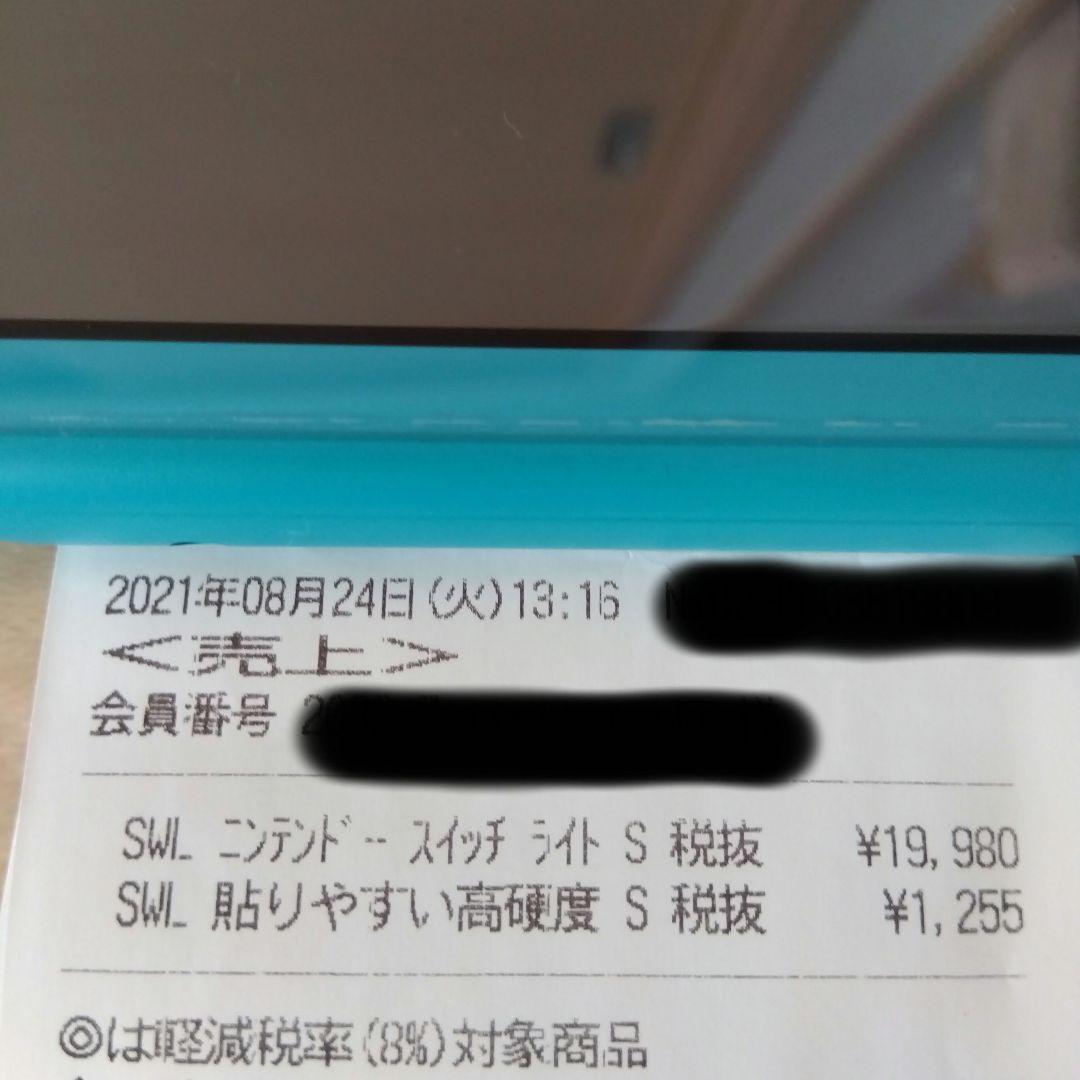 2021年08月24日(火)13:16
<売上>
会員番号
SWL ニンテンドー スイッチ ライト S 税抜 ¥19,980
SWL 貼りやすい高硬度 S 税抜 ¥1,255
◎は軽減税率(8%)対象商品